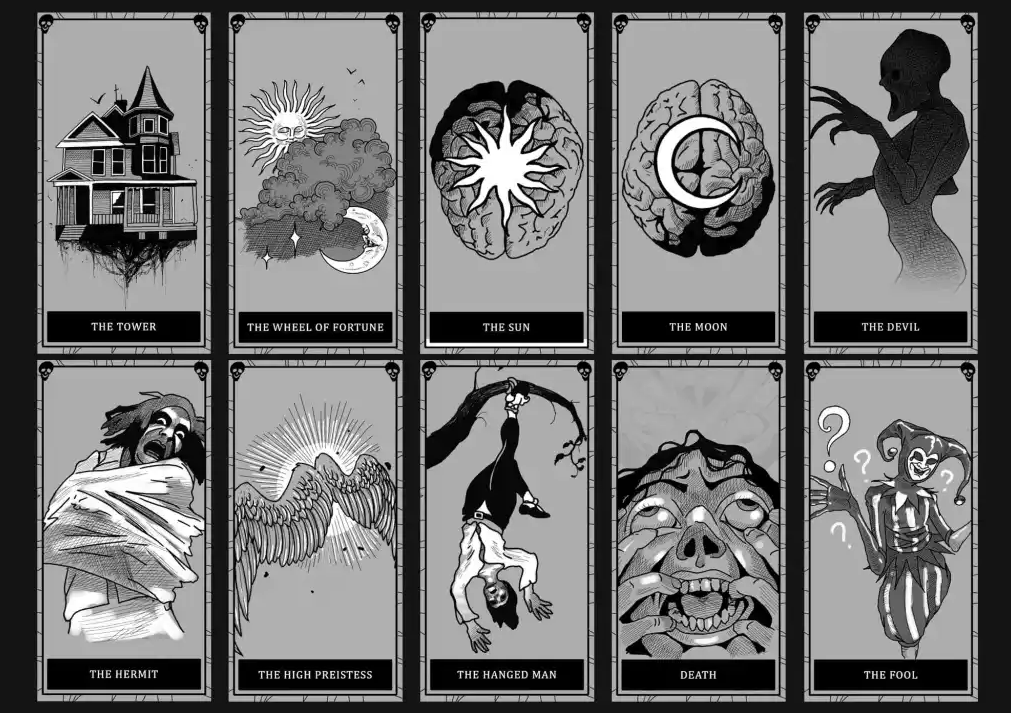 THE TOWER
THE WHEEL OF FORTUNE
THE SUN
THE MOON
THE DEVIL
? ? ? ?
THE HERMIT
THE HIGH PREISTESS
THE HANGED MAN
DEATH
THE FOOL